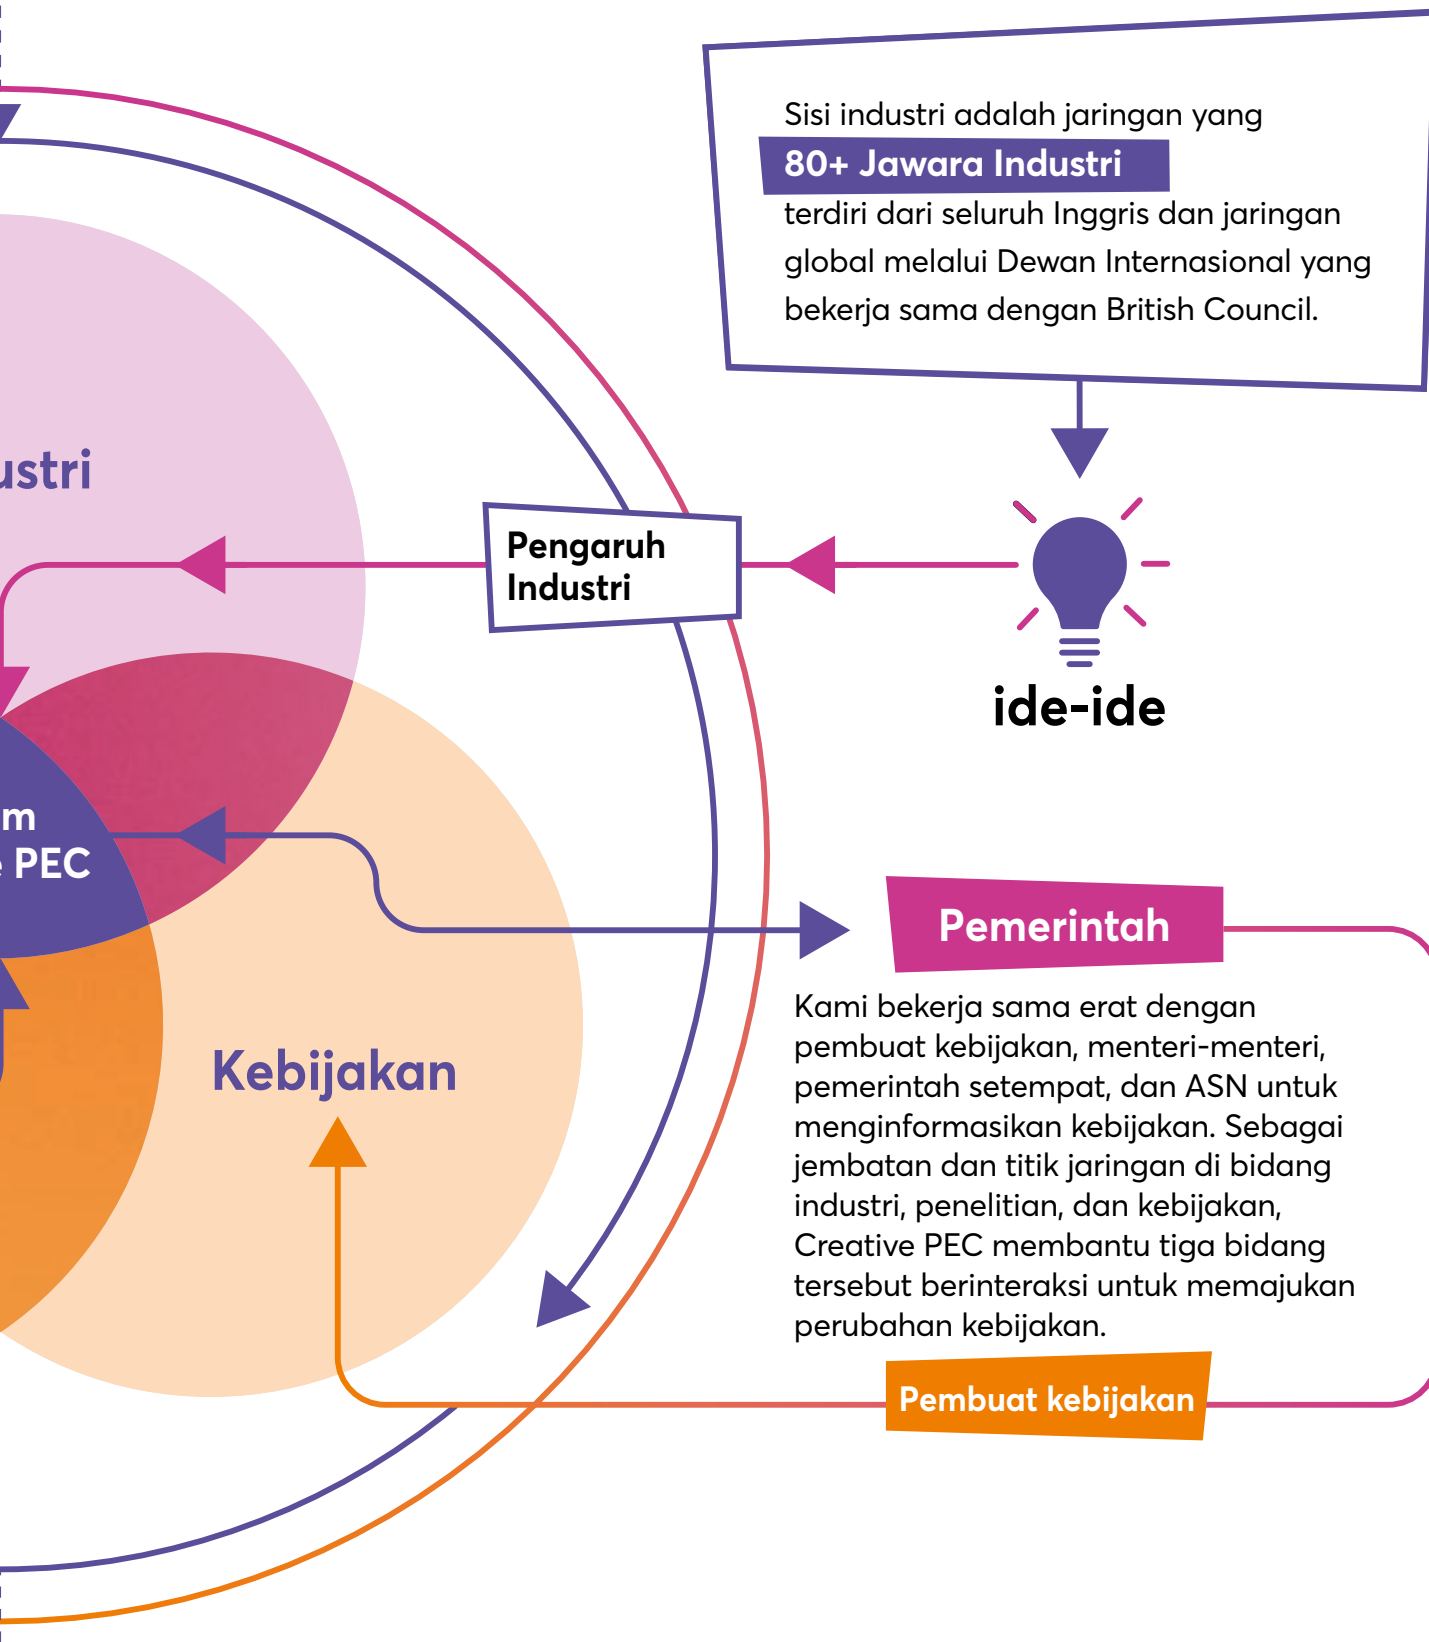 Sisi industri adalah jaringan yang
80+ Jawara Industri
terdiri dari seluruh Inggris dan jaringan
global melalui Dewan Internasional yang
bekerja sama dengan British Council.
ustri
Pengaruh
Industri
ide-ide
m
e PEC
Pemerintah
Kami bekerja sama erat dengan
pembuat kebijakan, menteri-menteri,
pemerintah setempat, dan ASN untuk
menginformasikan kebijakan. Sebagai
jembatan dan titik jaringan di bidang
industri, penelitian, dan kebijakan,
Creative PEC membantu tiga bidang
tersebut berinteraksi untuk memajukan
perubahan kebijakan.
Kebijakan
Pembuat kebijakan